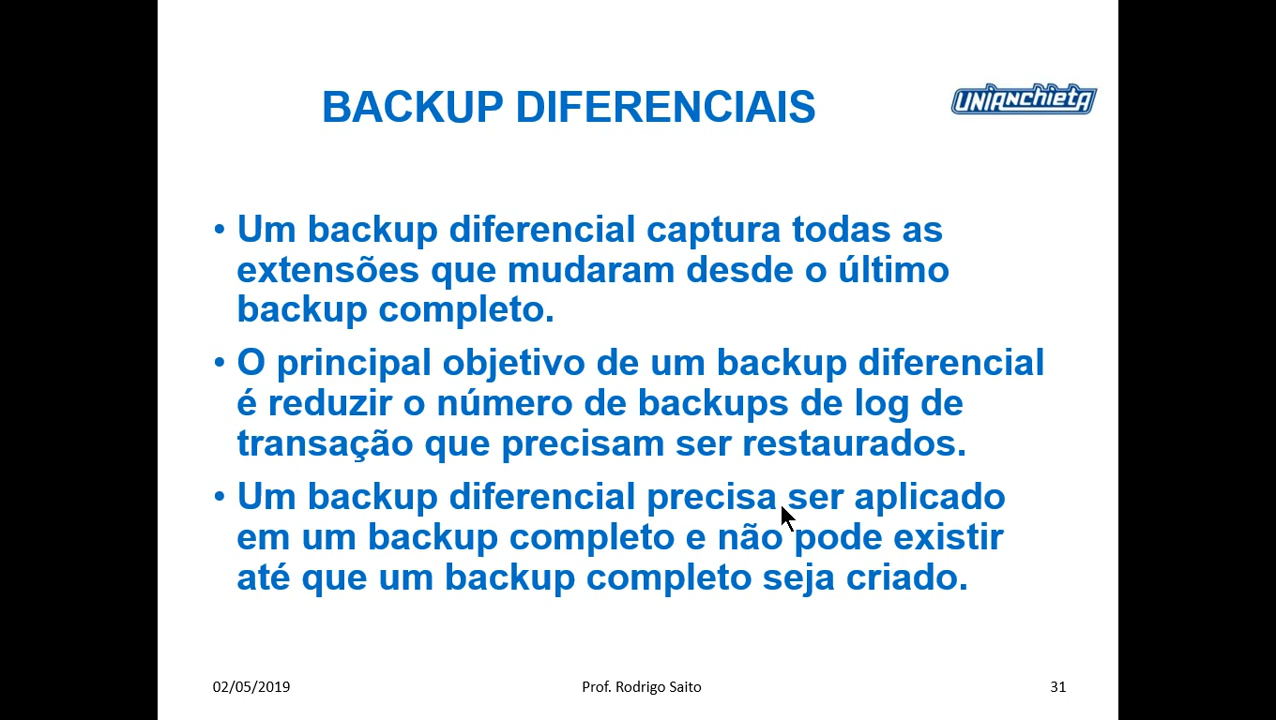 BACKUP DIFERENCIAIS
UNIANCHIETA
• Um backup diferencial captura todas as
extensões que mudaram desde o último
backup completo.
• O principal objetivo de um backup diferencial
é reduzir o número de backups de log de
transação que precisam ser restaurados.
• Um backup diferencial precisa ser aplicado
em um backup completo e não pode existir
até que um backup completo seja criado.
02/05/2019
Prof. Rodrigo Saito
31